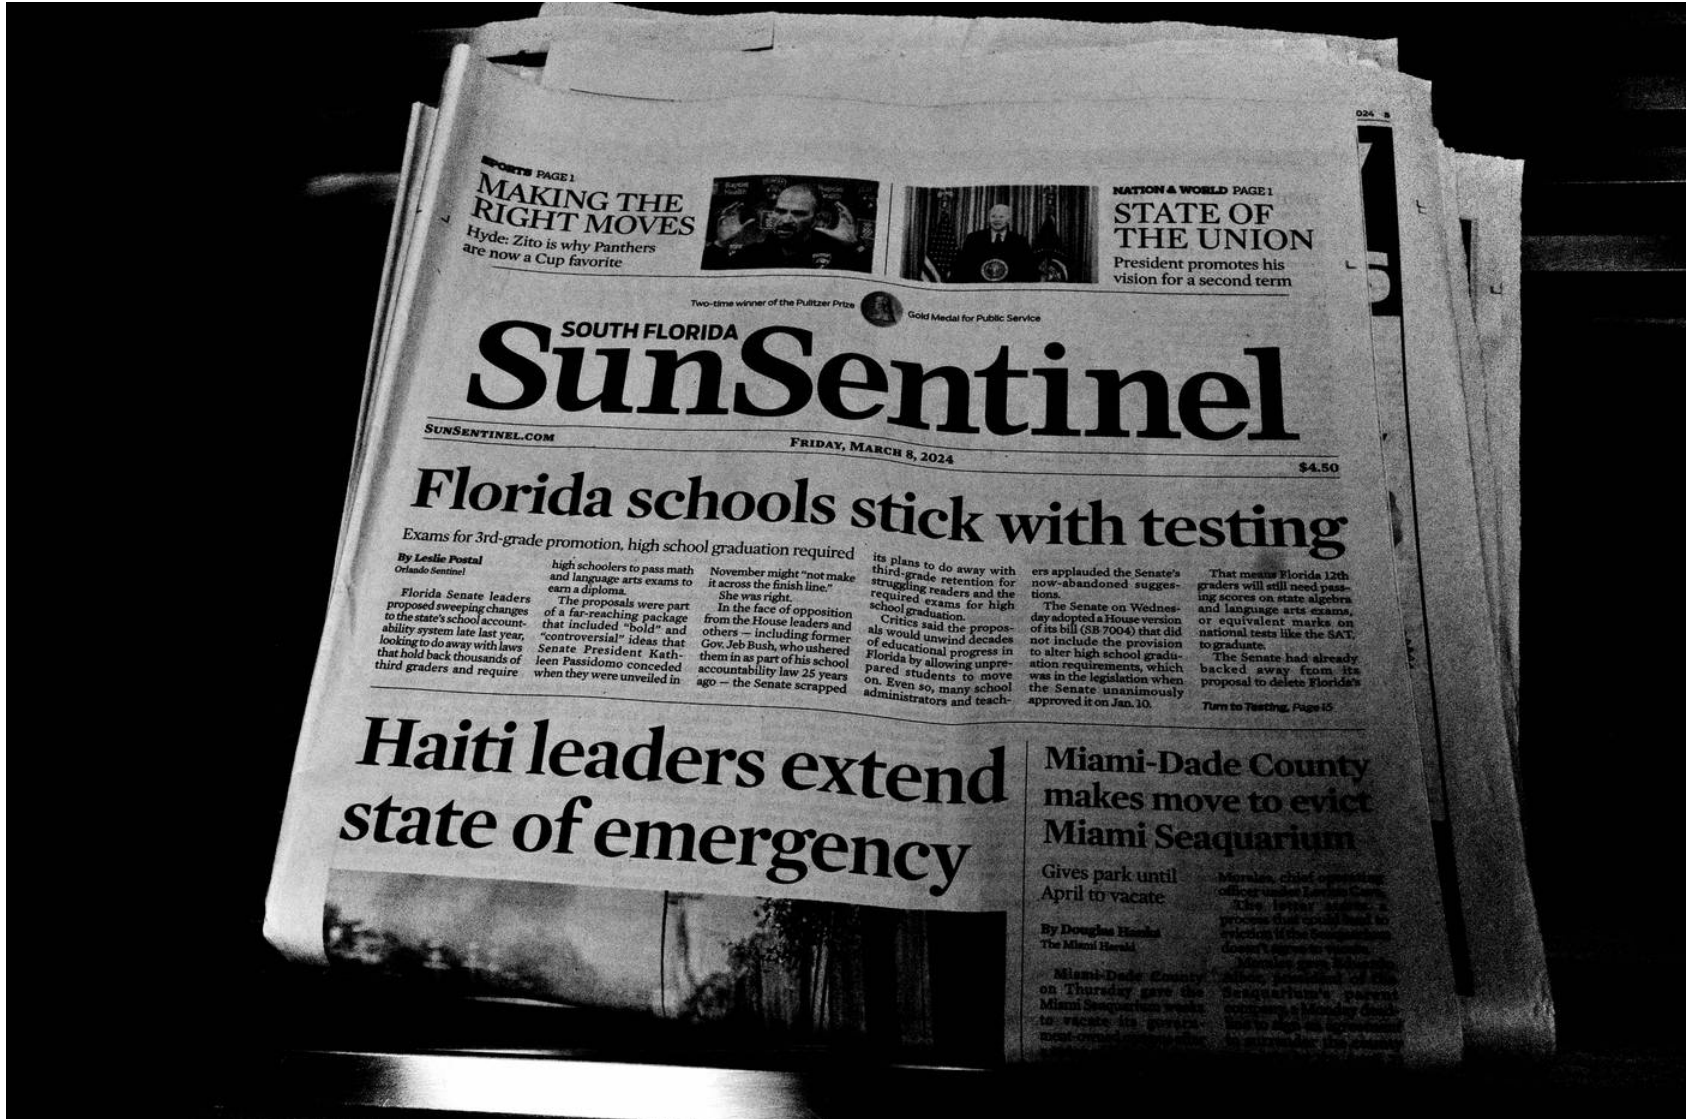 SPORTS PAGE 1
MAKING THE
RIGHT MOVES
Hyde: Zito is why Panthers
are now a Cup favorite
NATION & WORLD PAGE 1
STATE OF
THE UNION
President promotes his
vision for a second term
Two-time winner of the Pulitzer Prize
Gold Medal for Public Service
SOUTH FLORIDA
SunSentinel
SUNSENTINEL.COM
FRIDAY, MARCH 8, 2024
$4.50
Florida schools stick with testing
Exams for 3rd-grade promotion, high school graduation required
By Leslie Postal
Orlando Sentinel
Florida Senate leaders
proposed sweeping changes
to the state's school account-
ability system late last year,
looking to do away with laws
that hold back thousands of
third graders and require
high schoolers to pass math
and language arts exams to
earn a diploma.
The proposals were part
of a far-reaching package
that included "bold" and
"controversial" ideas that
Senate President Kath-
leen Passidomo conceded
when they were unveiled in
November might "not make
it across the finish line."
She was right.
In the face of opposition
from the House leaders and
others — including former
Gov. Jeb Bush, who ushered
them in as part of his school
accountability law 25 years
ago — the Senate scrapped
its plans to do away with
third-grade retention for
struggling readers and the
required exams for high
school graduation.
Critics said the propos-
als would unwind decades
of educational progress in
Florida by allowing unpre-
pared students to move
on. Even so, many school
administrators and teach-
ers applauded the Senate's
now-abandoned sugges-
tions.
The Senate on Wednes-
day adopted a House version
of its bill (SB 7004) that did
not include the provision
to alter high school gradu-
ation requirements, which
was in the legislation when
the Senate unanimously
approved it on Jan. 10.
That means Florida 12th
graders will still need pass-
ing scores on state algebra
and language arts exams,
or equivalent marks on
national tests like the SAT,
to graduate.
The Senate had already
backed away from its
proposal to delete Florida's
Turn to Testing, Page 15
Haiti leaders extend
state of emergency
Miami-Dade County
makes move to evict
Miami Seaquarium
Gives park until
April to vacate
By Douglas Hanks
The Miami Herald
Miami-Dade County
on Thursday gave the
Miami Seaquarium
to vacate its govern-
Morales, chief operating
The letter
process that could lead to
eviction if the Seaquarium